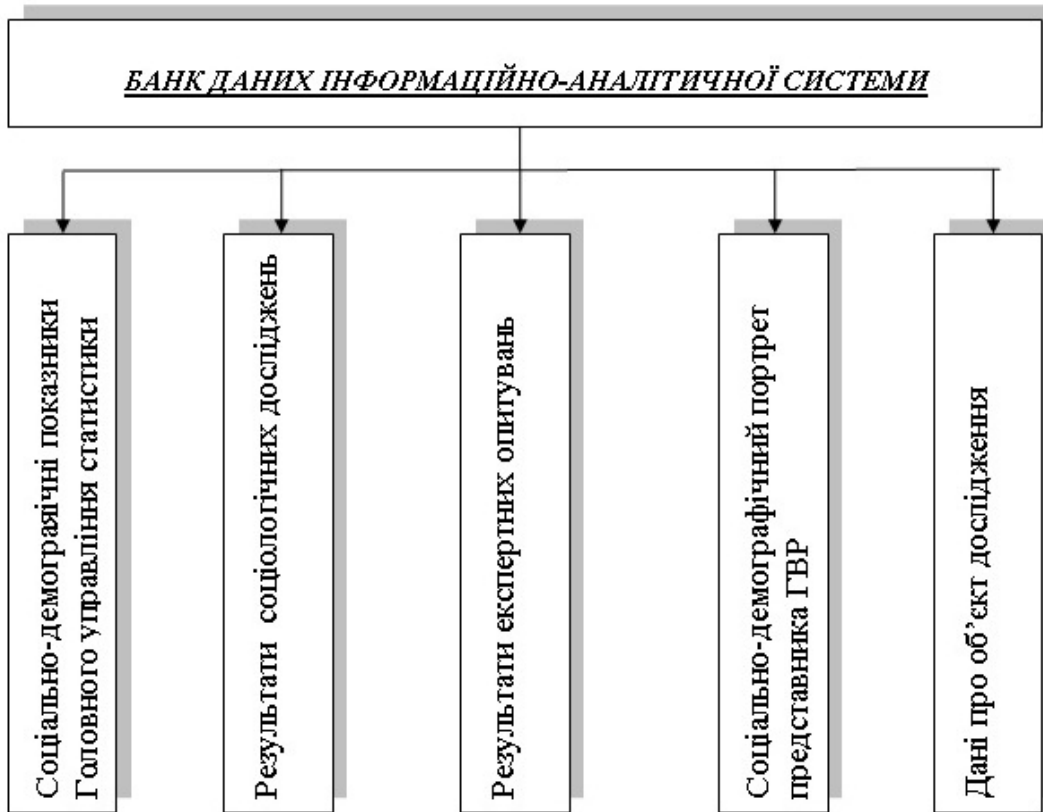 БАНК ДАНИХ ІНФОРМАЦІЙНО-АНАЛІТИЧНОЇ СИСТЕМИ
Соціально-демограяічні показники
Головного управління статистики
Результати соціологічних досліджень
Результати експертних опитувань
Соціально-демографічний портрет
представника ГВР
Дані про об’єкт дослідження